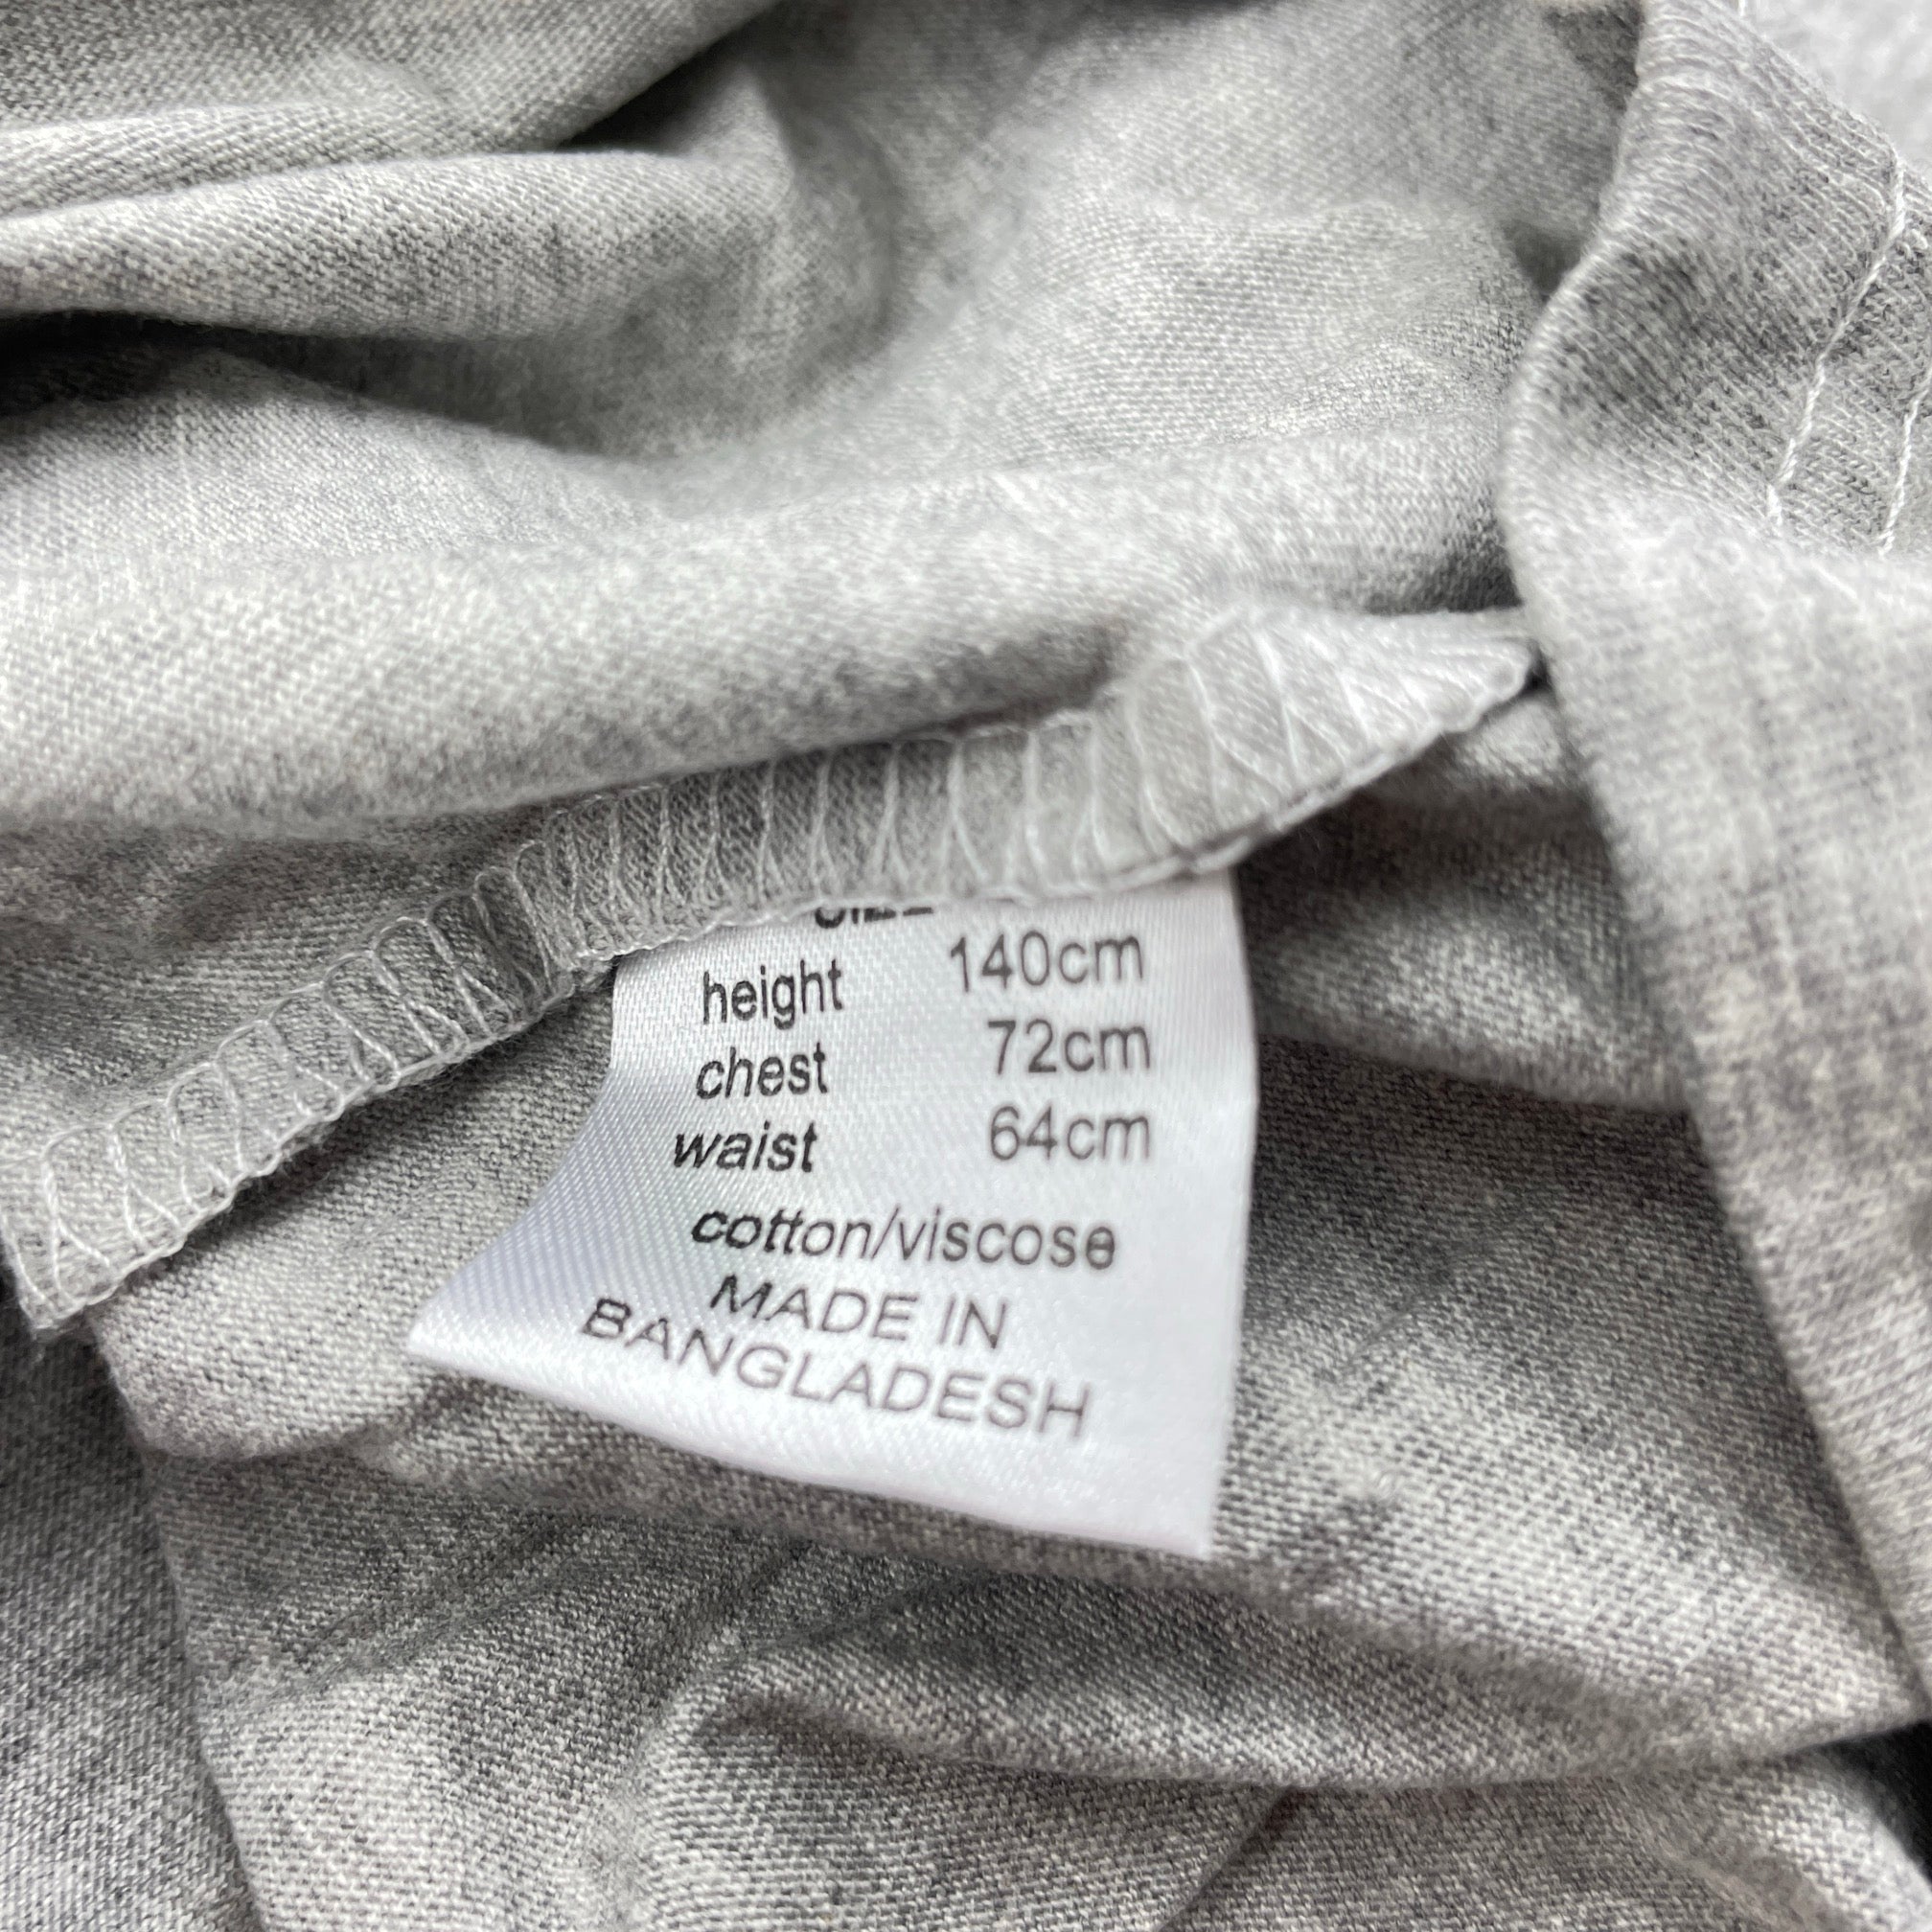 height 140cm
chest 72cm
waist 64cm
cotton/viscose
MADE IN
BANGLADESH